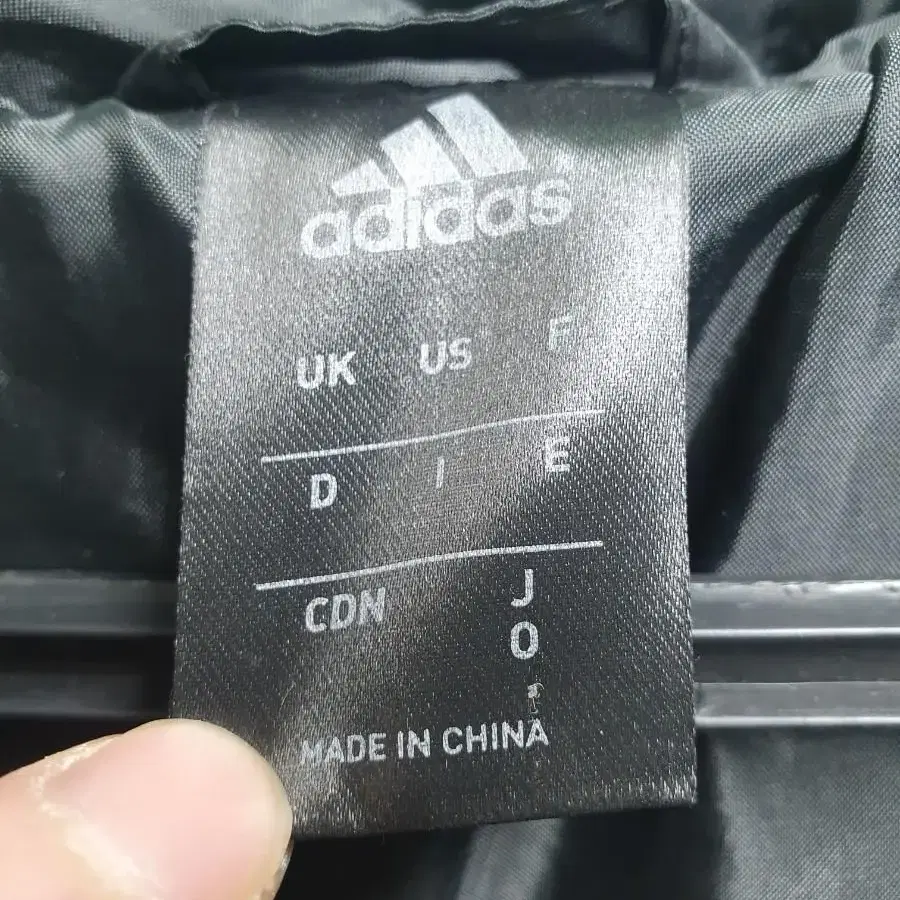 adidas
UK US F
D I E
CDN J
O
MADE IN CHINA